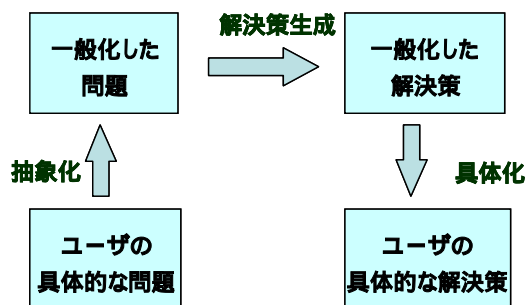 一般化した
問題
解決策生成
一般化した
解決策
抽象化
具体化
ユーザの
具体的な問題
ユーザの
具体的な解決策